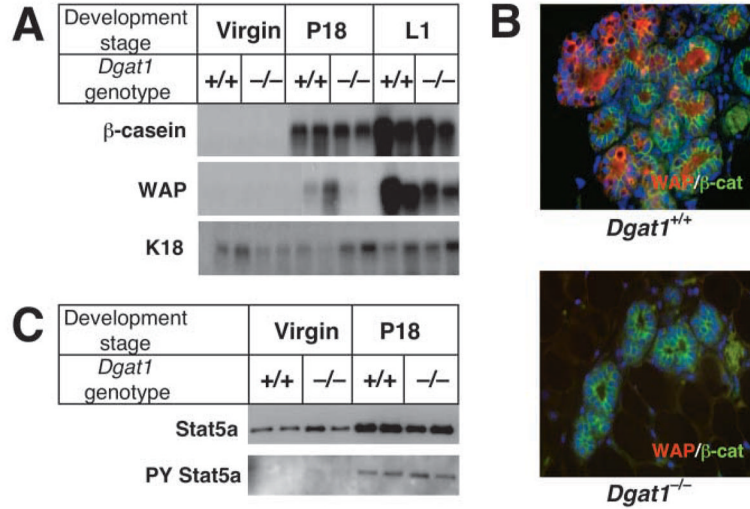 A
Development stage
Virgin P18 L1
Dgat1 genotype
+/+ −/− +/+ −/− +/+ −/−
β-casein
WAP
K18
B
WAP/β-cat
Dgat1+/+
WAP/β-cat
Dgat1−/−
C
Development stage
Virgin P18
Dgat1 genotype
+/+ −/− +/+ −/−
Stat5a
PY Stat5a